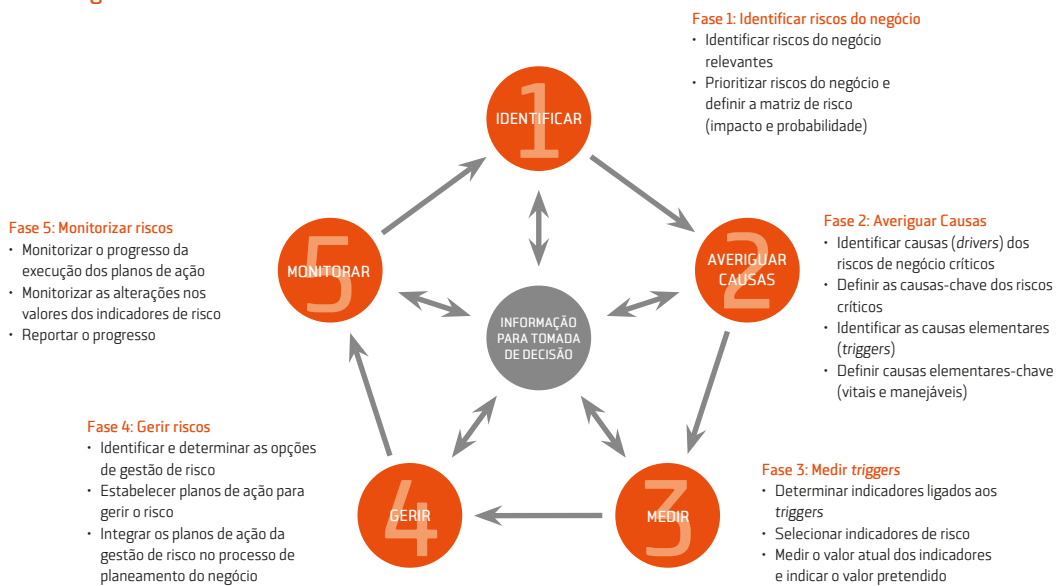 Fase 1: Identificar riscos do negócio
• Identificar riscos do negócio
relevantes
• Prioritizar riscos do negócio e
definir a matriz de risco
(impacto e probabilidade)
1
IDENTIFICAR
Fase 2: Averiguar Causas
• Identificar causas (drivers) dos
riscos de negócio críticos
• Definir as causas-chave dos riscos
críticos
• Identificar as causas elementares
(triggers)
• Definir causas elementares-chave
(vitais e manejáveis)
2
AVERIGUAR
CAUSAS
Fase 5: Monitorizar riscos
• Monitorizar o progresso da
execução dos planos de ação
• Monitorizar as alterações nos
valores dos indicadores de risco
• Reportar o progresso
5
MONITORAR
INFORMAÇÃO
PARA TOMADA
DE DECISÃO
Fase 4: Gerir riscos
• Identificar e determinar as opções
de gestão de risco
• Estabelecer planos de ação para
gerir o risco
• Integrar os planos de ação da
gestão de risco no processo de
planeamento do negócio
4
GERIR
3
MEDIR
Fase 3: Medir triggers
• Determinar indicadores ligados aos
triggers
• Selecionar indicadores de risco
• Medir o valor atual dos indicadores
e indicar o valor pretendido